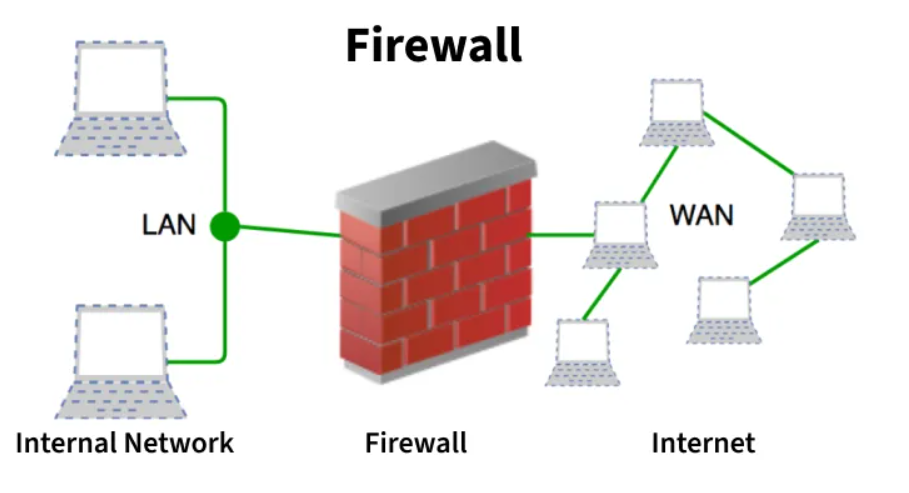 Firewall
LAN
WAN
Internal Network
Firewall
Internet